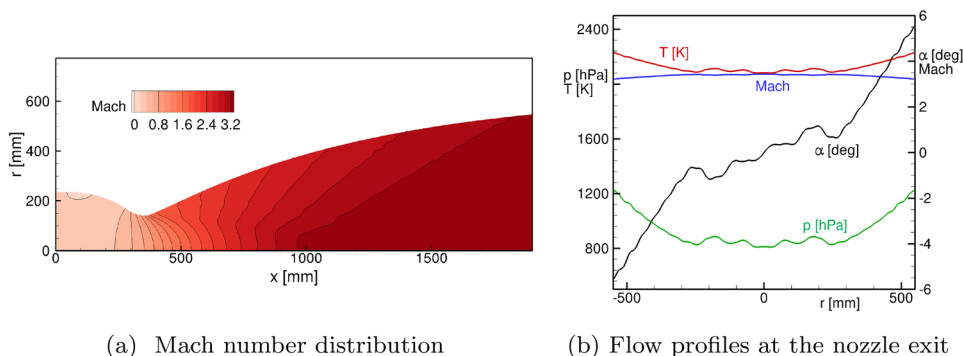 600
400
200
0
r [mm]
Mach
0 0.8 1.6 2.4 3.2
0 500 1000 1500
x [mm]
2400
p [hPa]
T [K]
1600
1200
800
T [K]
Mach
α [deg]
p [hPa]
6
α [deg]
Mach
3
2
0
-2
-4
-6
-500 0 r [mm] 500
(a) Mach number distribution
(b) Flow profiles at the nozzle exit